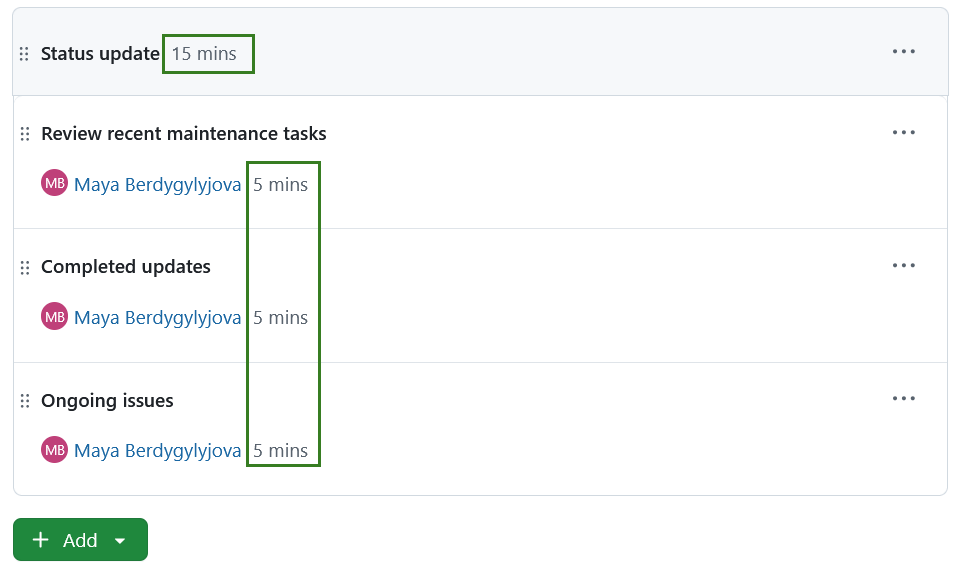 Status update 15 mins
Review recent maintenance tasks
MB Maya Berdygylyjova 5 mins
Completed updates
MB Maya Berdygylyjova 5 mins
Ongoing issues
MB Maya Berdygylyjova 5 mins
+ Add